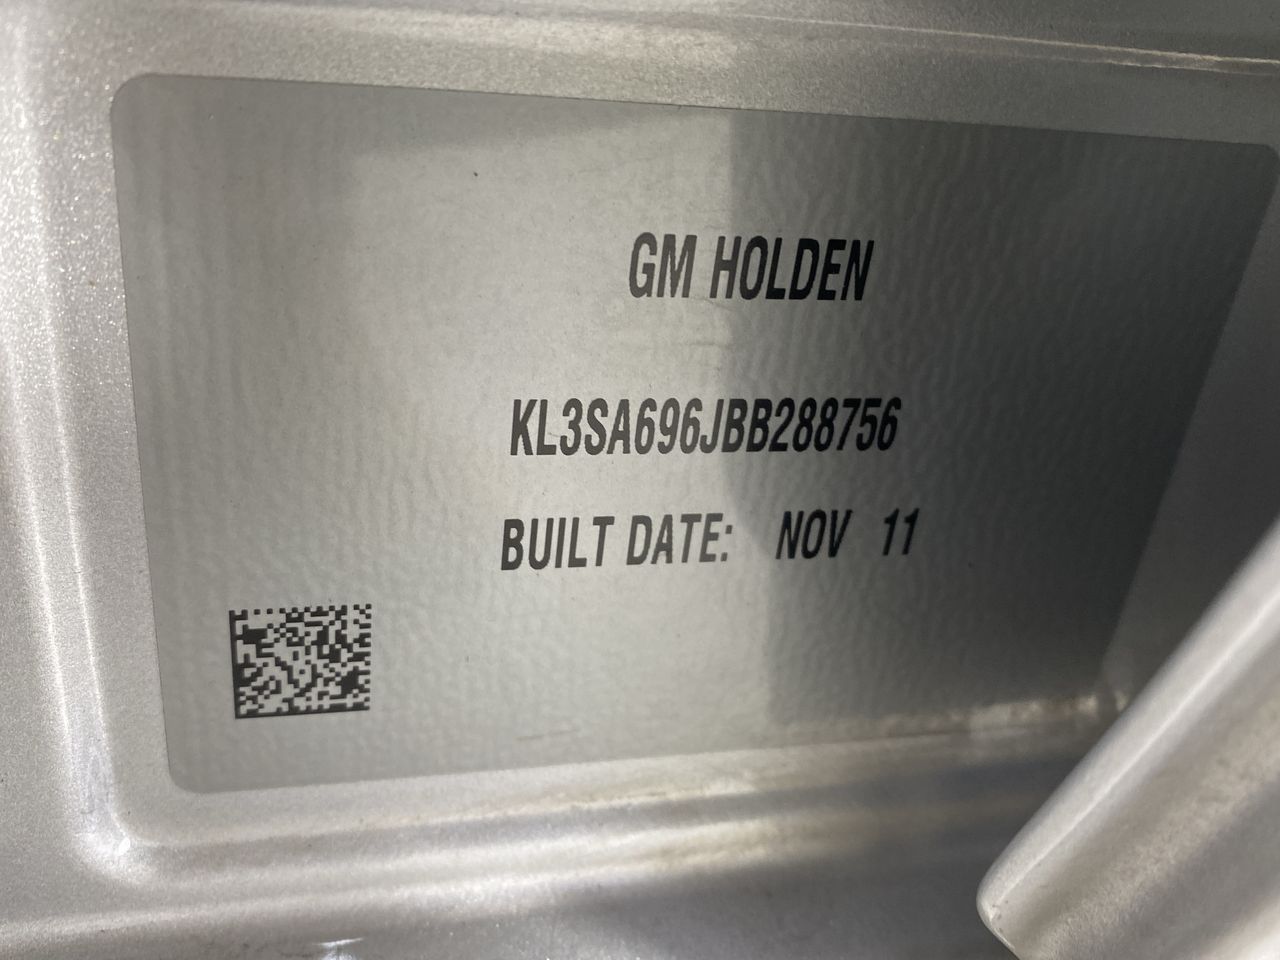 GM HOLDEN
KL3SA696JBB288756
BUILT DATE: NOV 11